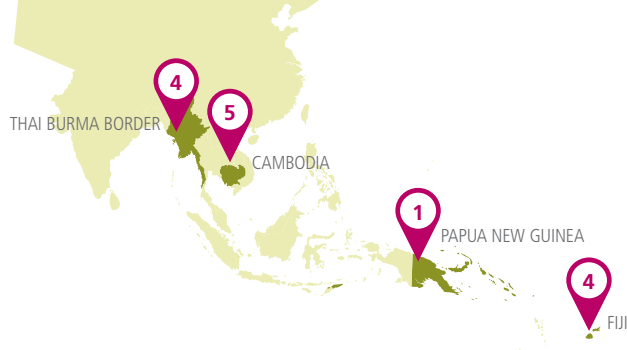 4
5
THAI BURMA BORDER
CAMBODIA
1
PAPUA NEW GUINEA
4
FIJI